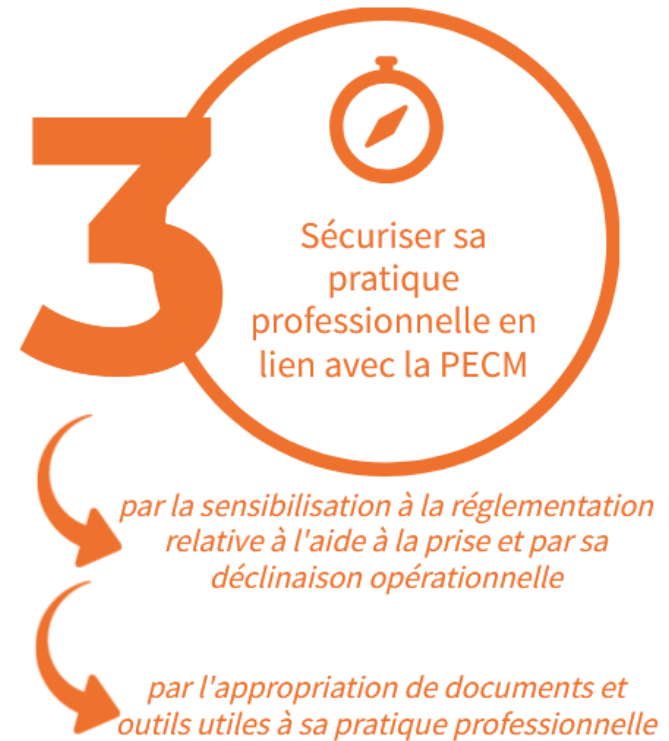 3
Sécuriser sa
pratique
professionnelle en
lien avec la PECM
par la sensibilisation à la réglementation
relative à l'aide à la prise et par sa
déclinaison opérationnelle
par l'appropriation de documents et
outils utiles à sa pratique professionnelle